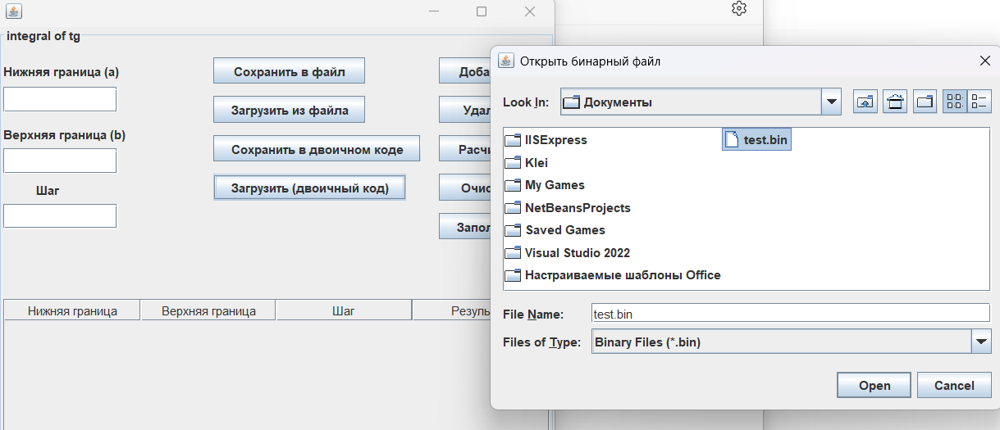 integral of tg
Нижняя граница (a)
Сохранить в файл
Доба
Загрузить из файла
Удал
Верхняя граница (b)
Сохранить в двоичном коде
Расчи
Шаг
Загрузить (двоичный код)
Очис
Запол
Нижняя граница
Верхняя граница
Шаг
Резуль
Открыть бинарный файл
Look In:
Документы
IISExpress
Klei
My Games
NetBeansProjects
Saved Games
Visual Studio 2022
Настраиваемые шаблоны Office
test.bin
File Name:
test.bin
Files of Type:
Binary Files (*.bin)
Open
Cancel